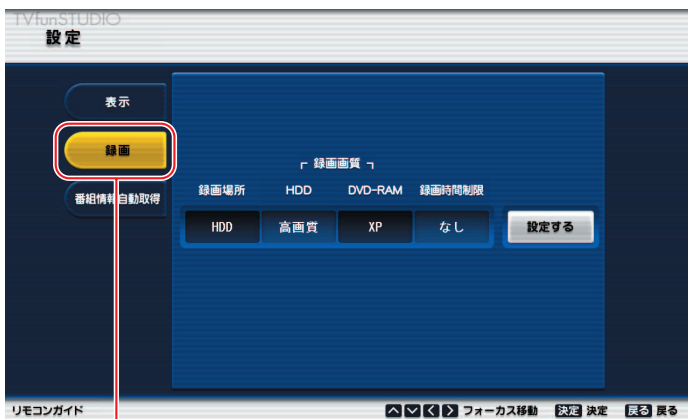 TVfunSTUDIO
設定
表示
録画
番組情報自動取得
┌ 録画画質 ┐
録画場所 HDD DVD-RAM 録画時間制限
HDD 高画質 XP なし 設定する
リモコンガイド フォーカス移動 決定 決定 戻る 戻る